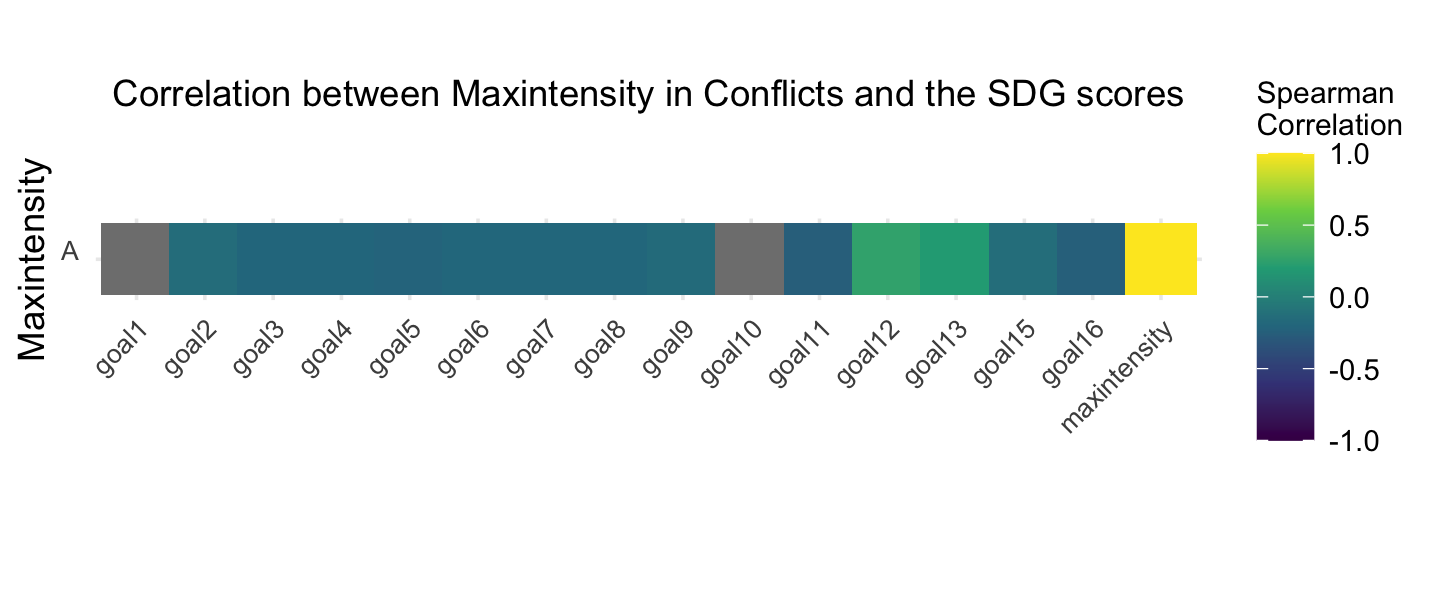 Correlation between Maxintensity in Conflicts and the SDG scores
Maxintensity
A
goal1
goal2
goal3
goal4
goal5
goal6
goal7
goal8
goal9
goal10
goal11
goal12
goal13
goal15
goal16
maxintensity
Spearman
Correlation
1.0
0.5
0.0
-0.5
-1.0